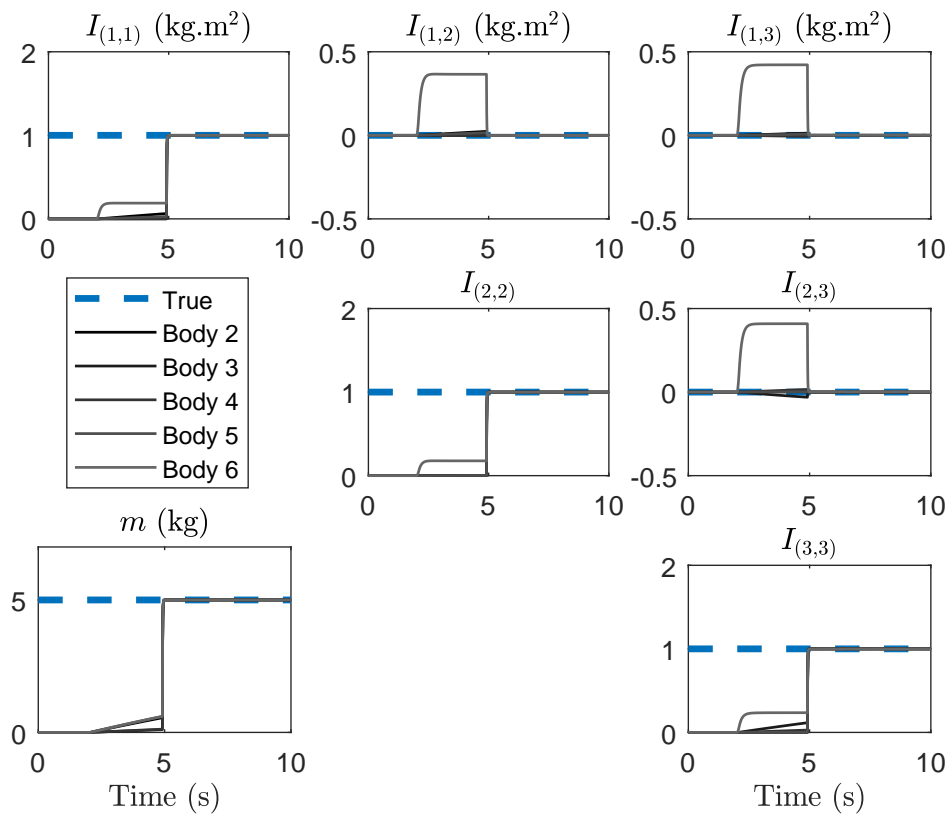 I(1,1) (kg.m²)
I(1,2) (kg.m²)
I(1,3) (kg.m²)
2
1
0
0 5 10
0.5
0
-0.5
0 5 10
0.5
0
-0.5
0 5 10
True
Body 2
Body 3
Body 4
Body 5
Body 6
I(2,2)
2
1
0
0 5 10
I(2,3)
0.5
0
-0.5
0 5 10
m (kg)
5
0
0 5 10
Time (s)
I(3,3)
2
1
0
0 5 10
Time (s)